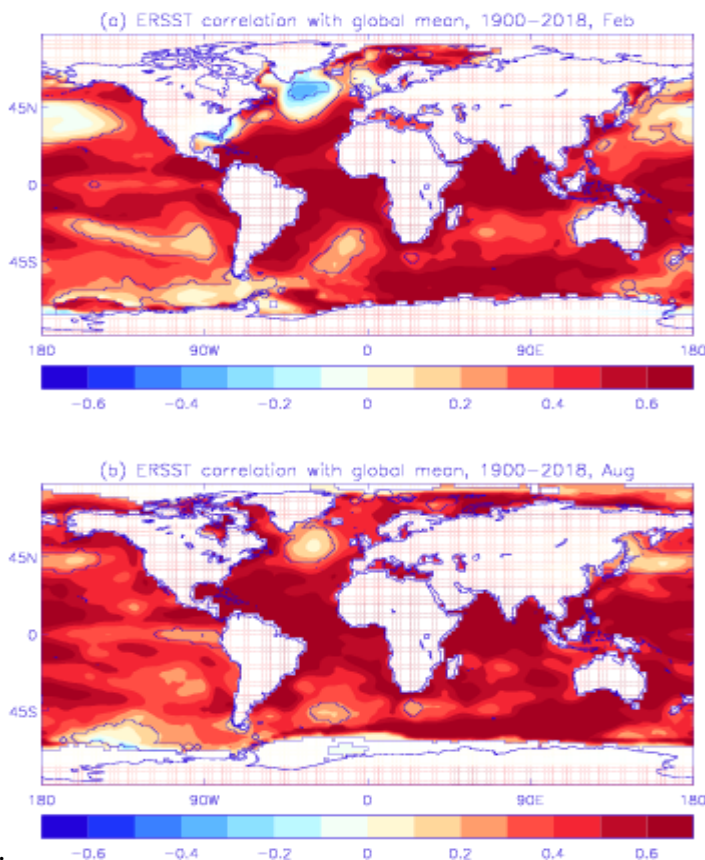 (a) ERSST correlation with global mean, 1900-2018, Feb
45N
0
45S
180 90W 0 90E 180
-0.6 -0.4 -0.2 0 0.2 0.4 0.6
(b) ERSST correlation with global mean, 1900-2018, Aug
45N
0
45S
180 90W 0 90E 180
-0.6 -0.4 -0.2 0 0.2 0.4 0.6
.